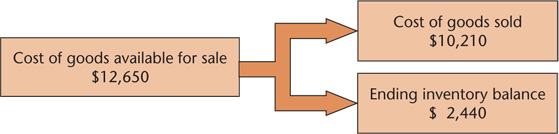 Cost of goods available for sale
$12,650
Cost of goods sold
$10,210
Ending inventory balance
$ 2,440